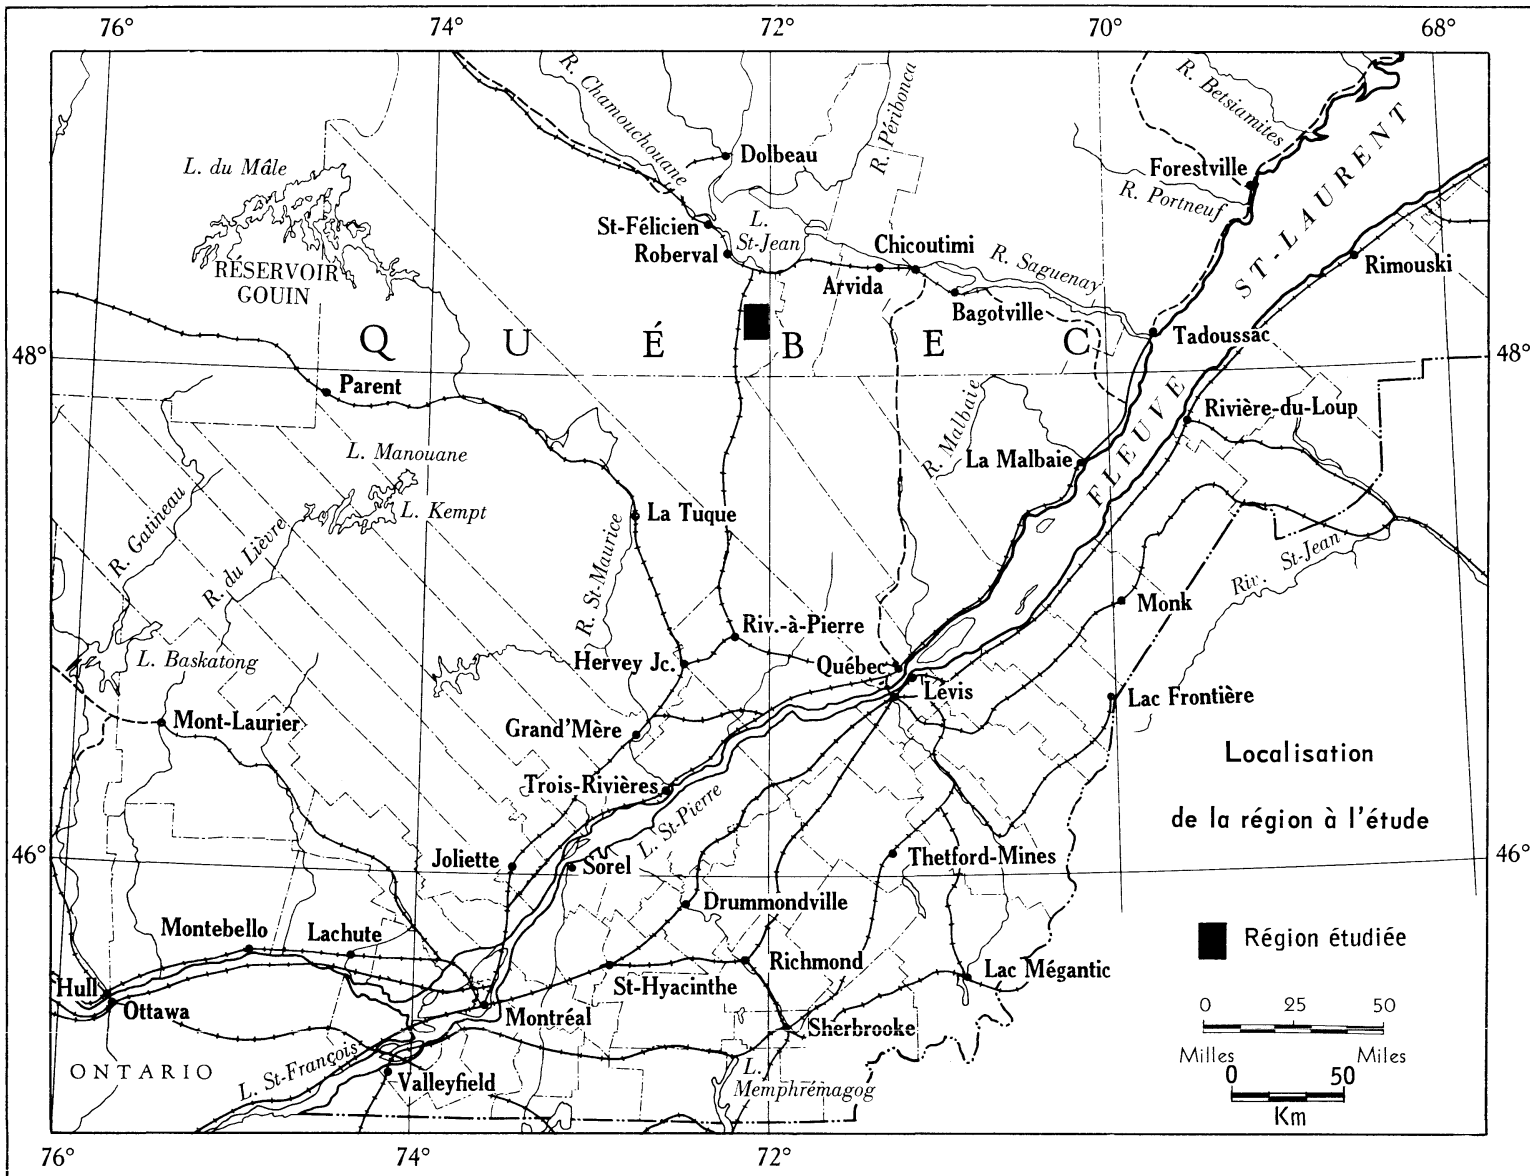 76°
74°
72°
70°
68°
R. Chamouchouane
R. Péribonca
R. Betsiamites
Dolbeau
L. du Mâle
Forestville
R. Portneuf
FLEUVE ST-LAURENT
St-Félicien
L.
St-Jean
Roberval
Chicoutimi
R. Saguenay
Rimouski
RÉSERVOIR
GOUIN
Arvida
Bagotville
QUÉBEC
Tadoussac
48°
48°
Parent
R. Malbaie
Rivière-du-Loup
L. Manouane
La Malbaie
R. Gatineau
L. Kempt
La Tuque
R. du Lièvre
R. St-Maurice
Riv. St-Jean
Monk
Riv.-à-Pierre
L. Baskatong
Hervey Jc.
Québec
Lévis
Lac Frontière
Mont-Laurier
Grand'Mère
Localisation
de la région à l'étude
Trois-Rivières
L. St-Pierre
46°
46°
Joliette
Sorel
Thetford-Mines
Drummondville
Montebello
Lachute
Région étudiée
Richmond
Lac Mégantic
Hull
St-Hyacinthe
Ottawa
Montréal
Sherbrooke
0 25 50
Milles Miles
ONTARIO
L. St-François
Valleyfield
L.
Memphrémagog
0 50
Km
76°
74°
72°